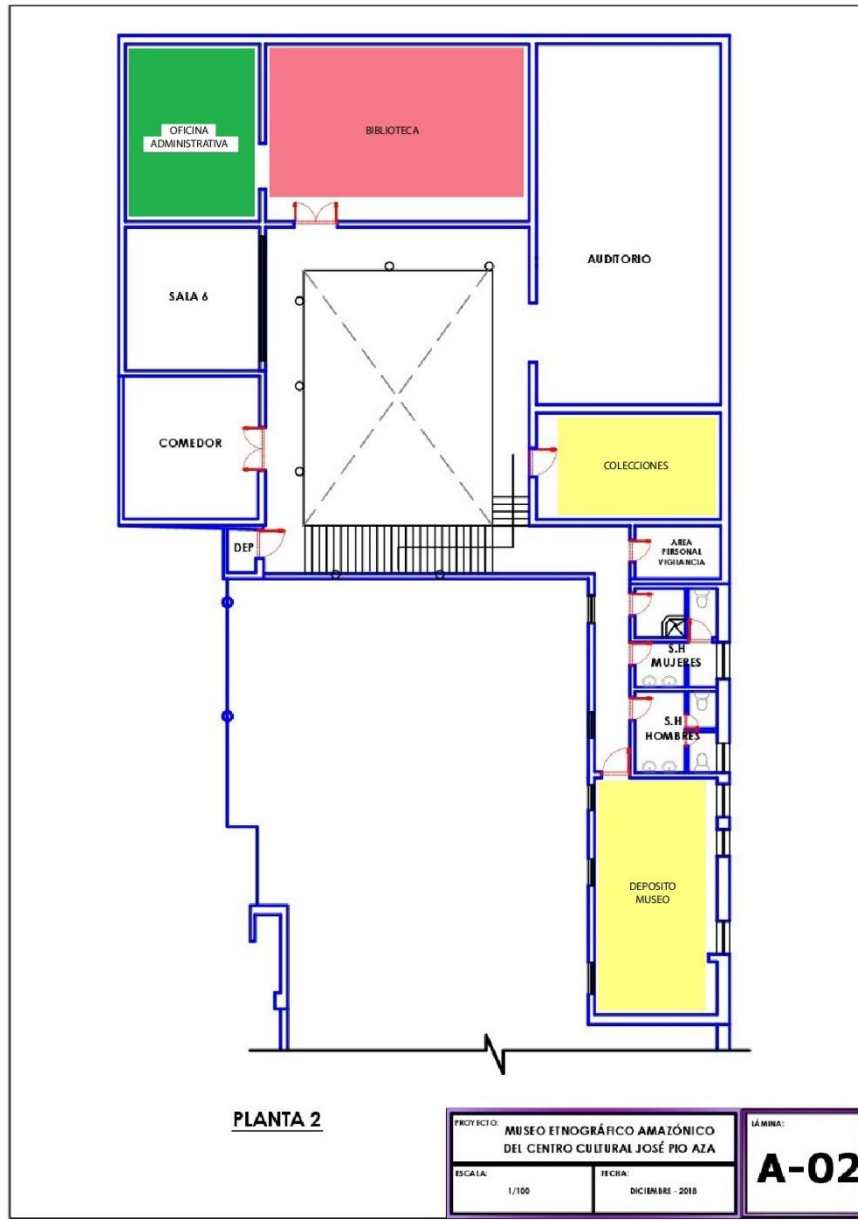 OFICINA
ADMINISTRATIVA
BIBLIOTECA
AUDITORIO
SALA 6
COMEDOR
COLECCIONES
DEP
AREA
PERSONAL
VIGILANCIA
S.H
MUJERES
S.H
HOMBRES
DEPOSITO
MUSEO
PLANTA 2
PROYECTO:
MUSEO ETNOGRÁFICO AMAZÓNICO
DEL CENTRO CULTURAL JOSÉ PIO AZA
ESCALA:
1/100
FECHA:
DICIEMBRE - 2018
LÁMINA:
A-02